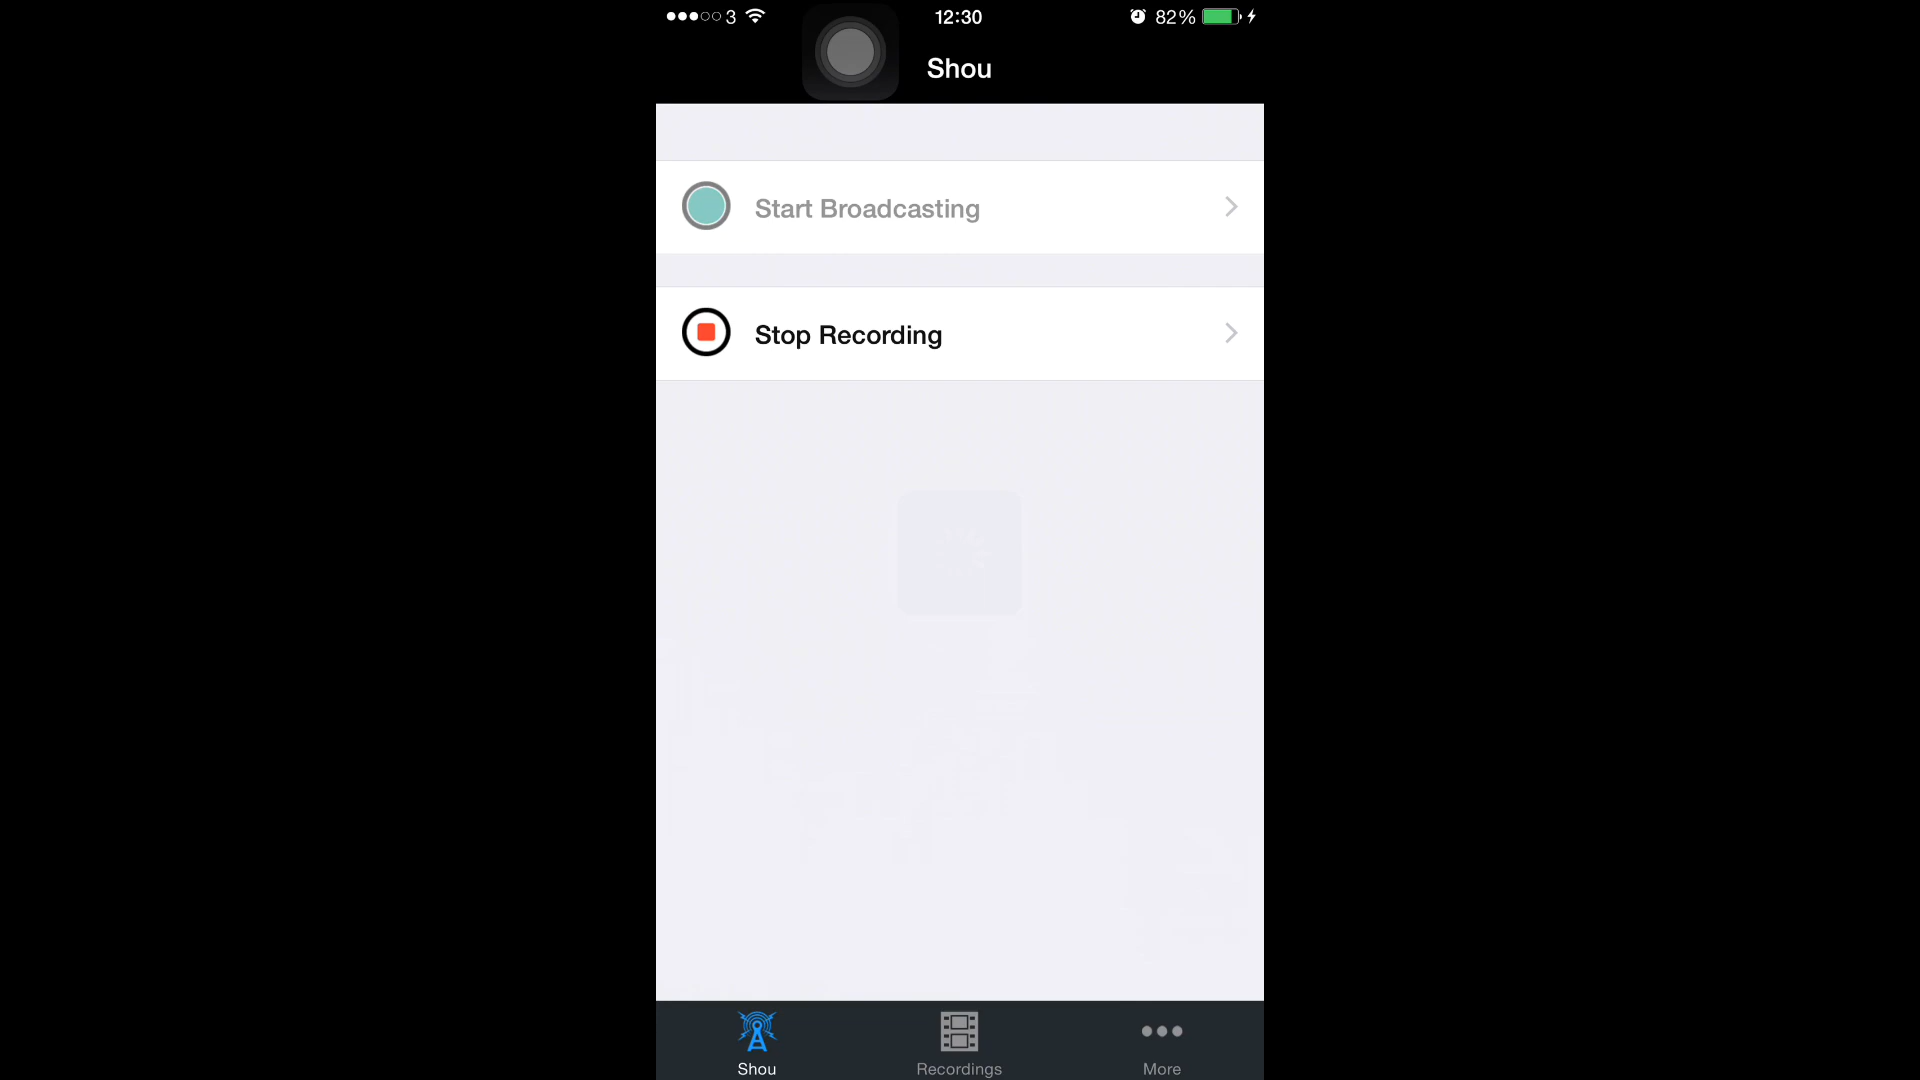 3 12:30 82%
Shou
Start Broadcasting
Stop Recording
Shou Recordings More